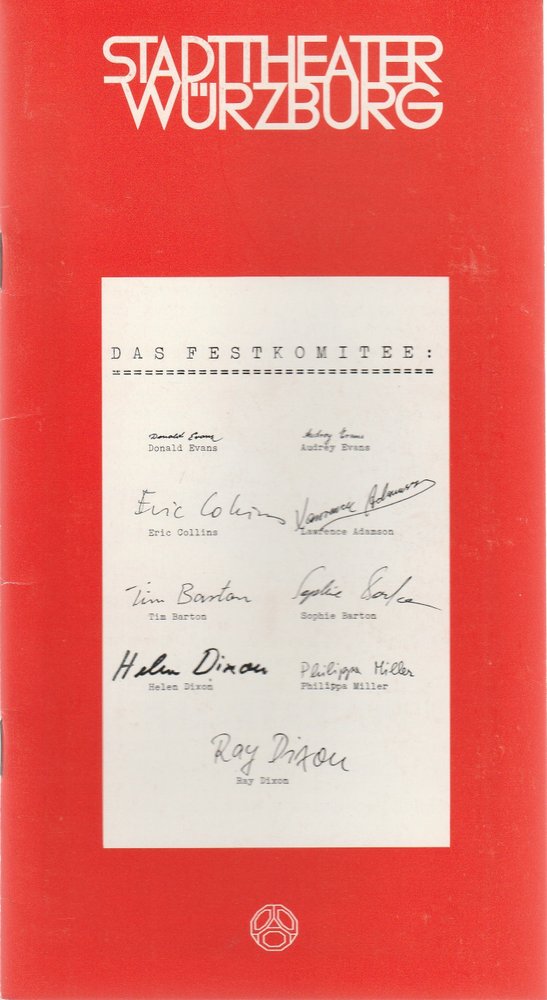 STADTTHEATER
WÜRZBURG
DAS FESTKOMITEE:
Donald Evans Audrey Evans
Donald Evans Audrey Evans
Eric Collins Lawrence Adamson
Eric Collins Lawrence Adamson
Tim Barton Sophie Barton
Tim Barton Sophie Barton
Helen Dixon Philippa Miller
Helen Dixon Philippa Miller
Ray Dixon
Ray Dixon